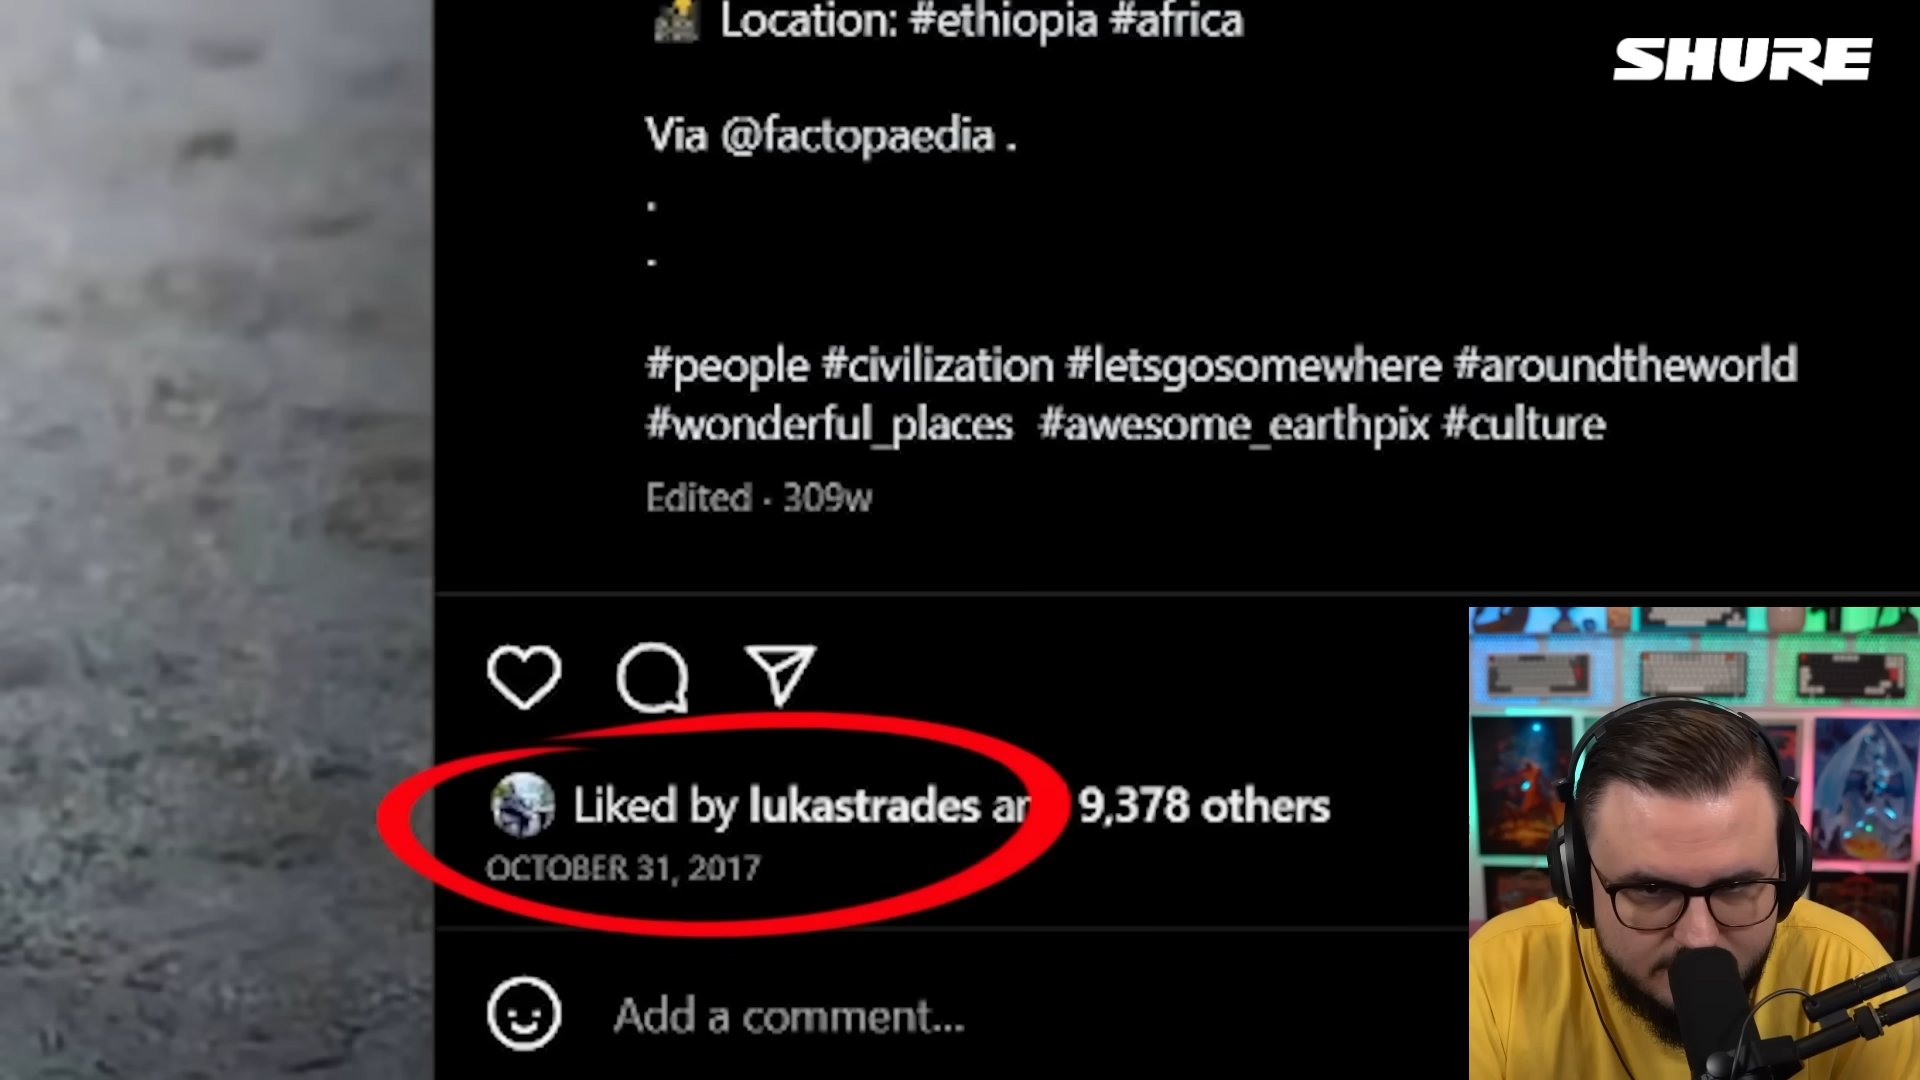 SHURE
Location: #ethiopia #africa
Via @factopaedia .
.
.
#people #civilization #letsgosomewhere #aroundtheworld
#wonderful_places #awesome_earthpix #culture
Edited · 309w
Liked by lukastrades an 9,378 others
OCTOBER 31, 2017
Add a comment...